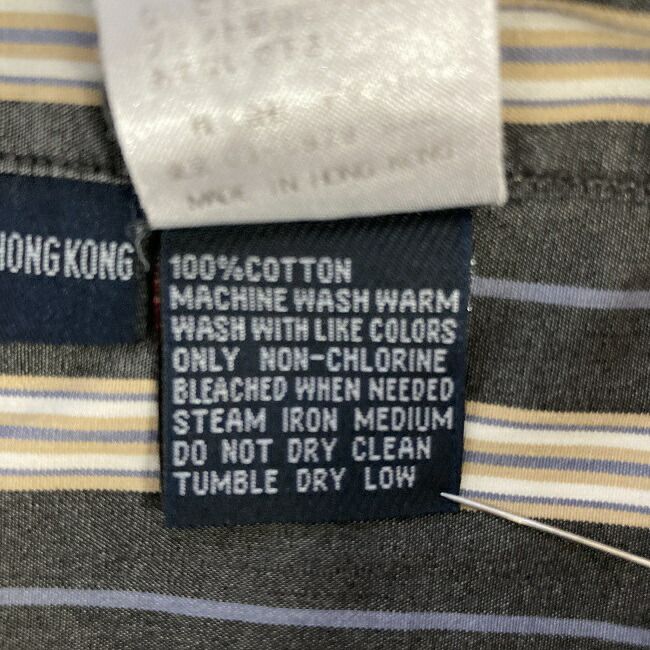 MADE IN HONG KONG
HONG KONG
100% COTTON
MACHINE WASH WARM
WASH WITH LIKE COLORS
ONLY NON-CHLORINE
BLEACHED WHEN NEEDED
STEAM IRON MEDIUM
DO NOT DRY CLEAN
TUMBLE DRY LOW